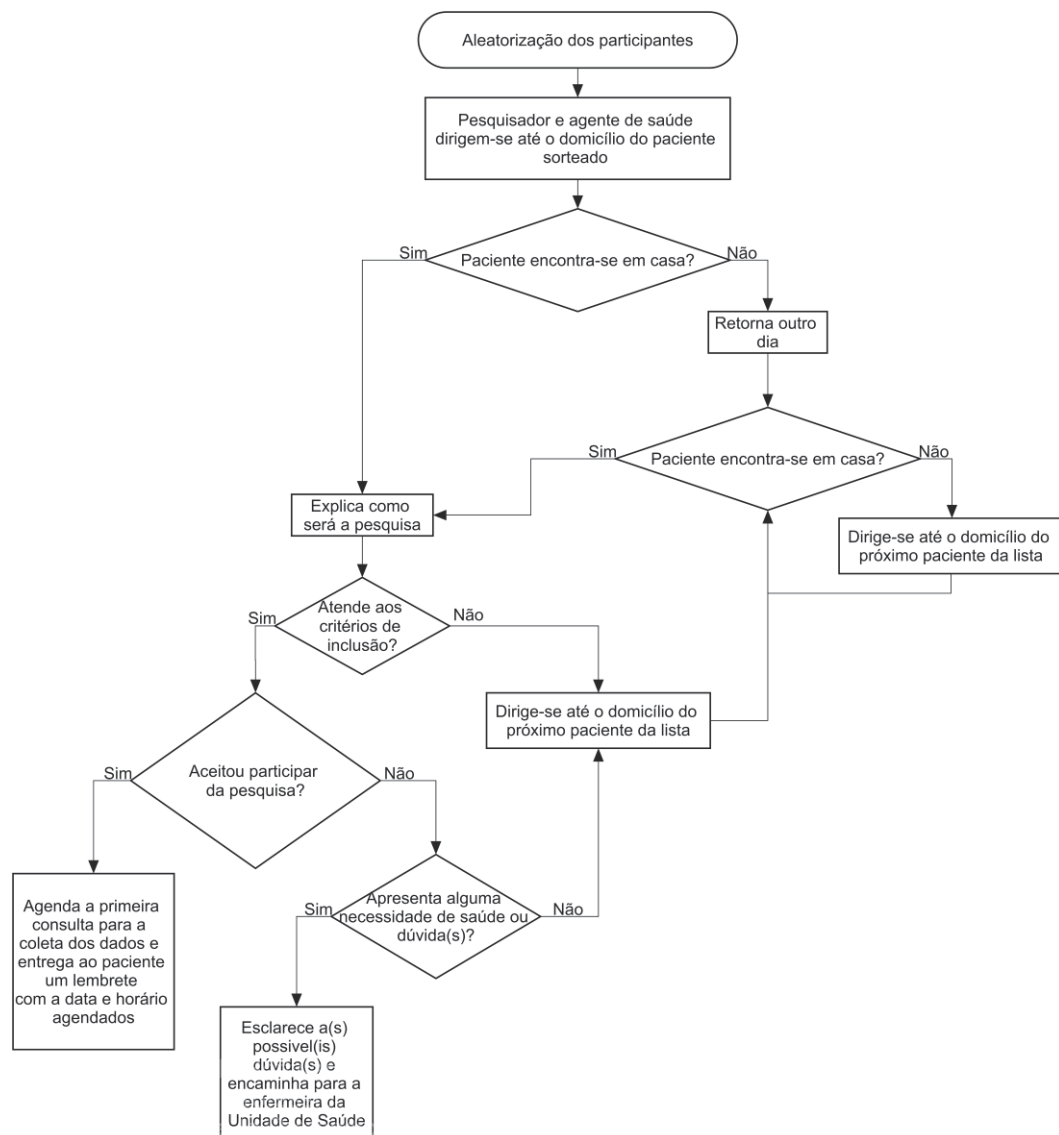 Aleatorização dos participantes
Pesquisador e agente de saúde
dirigem-se até o domicílio do paciente
sorteado
Sim
Paciente encontra-se em casa?
Não
Retorna outro
dia
Sim
Paciente encontra-se em casa?
Não
Explica como
será a pesquisa
Dirige-se até o domicílio do
próximo paciente da lista
Sim
Atende aos
critérios de
inclusão?
Não
Dirige-se até o domicílio do
próximo paciente da lista
Sim
Aceitou participar
da pesquisa?
Não
Agenda a primeira
consulta para a
coleta dos dados e
entrega ao paciente
um lembrete
com a data e horário
agendados
Sim
Apresenta alguma
necessidade de saúde ou
dúvida(s)?
Não
Esclarece a(s)
possivel(is)
dúvida(s) e
encaminha para a
enfermeira da
Unidade de Saúde